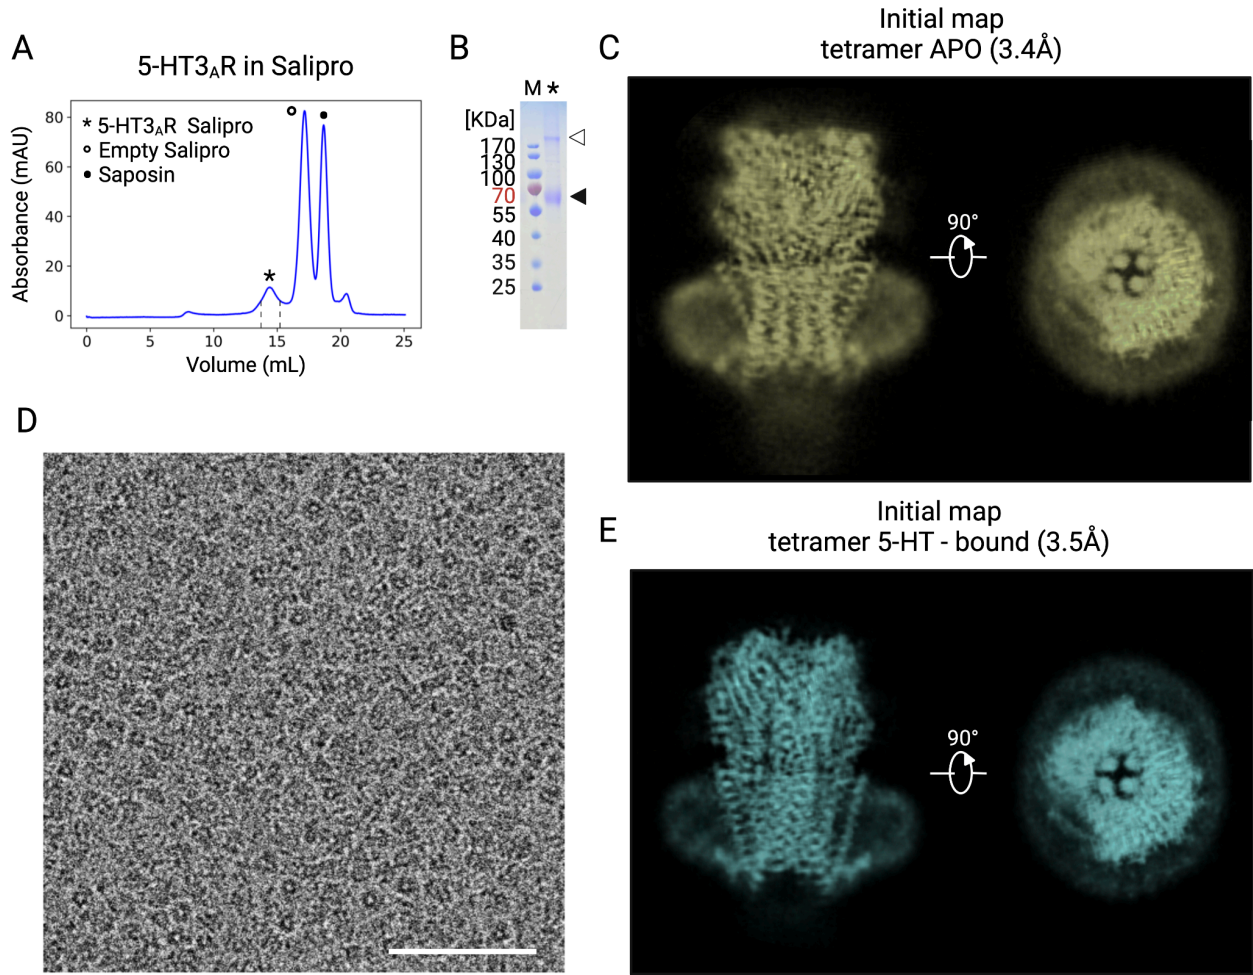 A
5-HT3AR in Salipro
* 5-HT3AR Salipro
Empty Salipro
Saposin
*
Absorbance (mAU)
80
60
40
20
0
0 5 10 15 20 25
Volume (mL)
B
M *
[KDa]
170
130
100
70
55
40
35
25
C
Initial map
tetramer APO (3.4Å)
90°
D
E
Initial map
tetramer 5-HT - bound (3.5Å)
90°